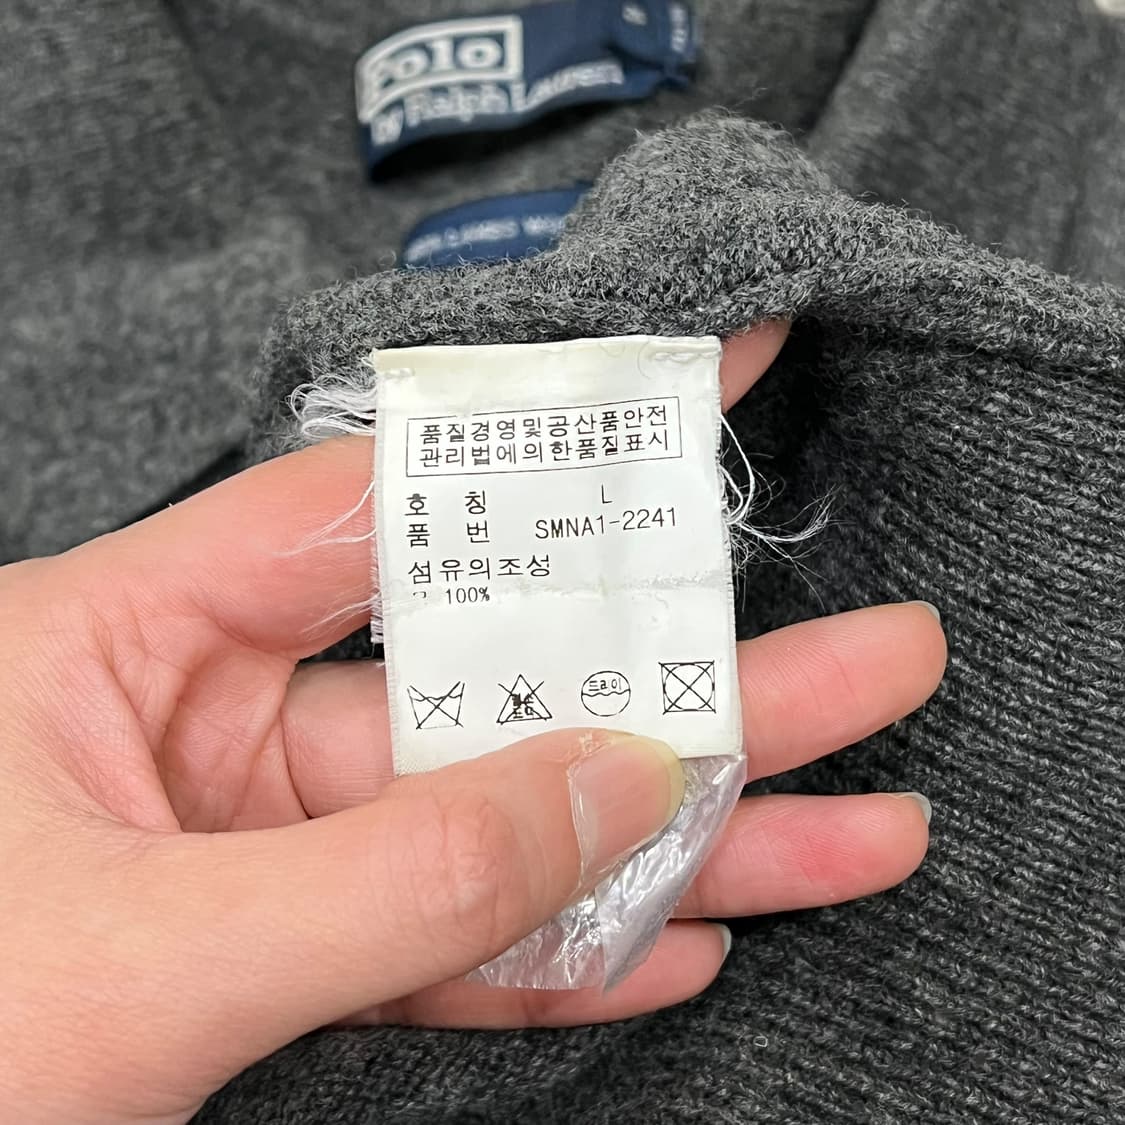 Polo
by Ralph Lauren
품질경영및공산품안전
관리법에의한품질표시
호 칭 L
품 번 SMNA1-2241
섬유의조성
100%
드라이